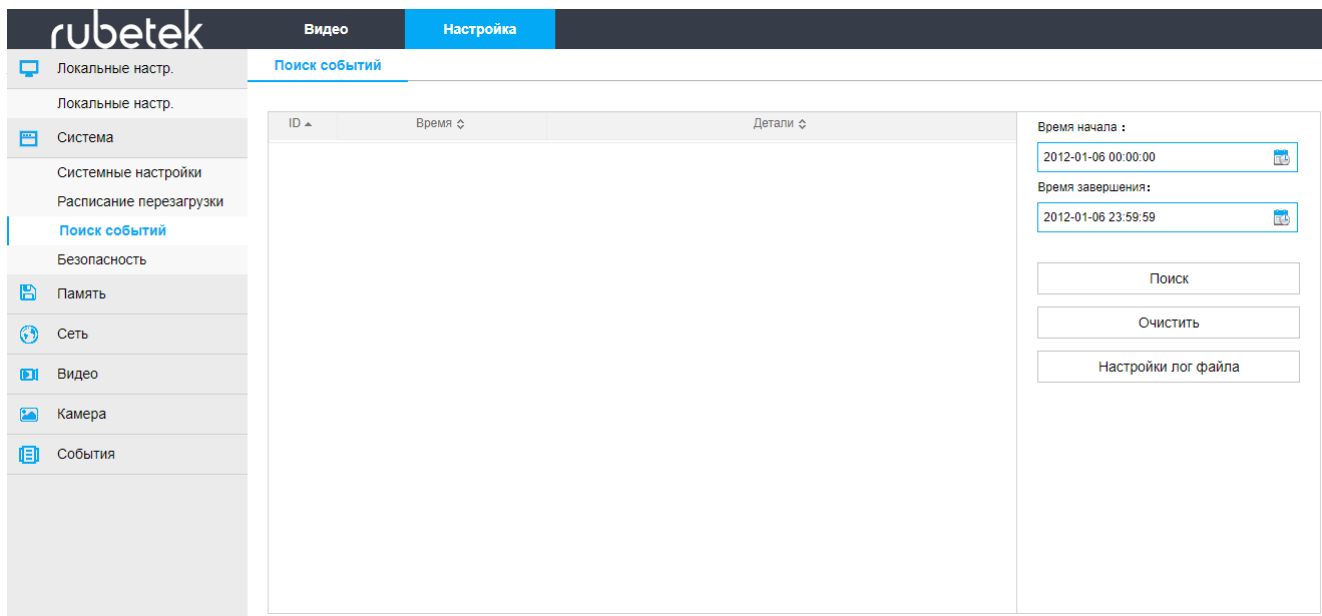 rubetek
Видео
Настройка
Локальные настр.
Локальные настр.
Система
Системные настройки
Расписание перезагрузки
Поиск событий
Безопасность
Память
Сеть
Видео
Камера
События
Поиск событий
ID
Время
Детали
Время начала :
2012-01-06 00:00:00
Время завершения:
2012-01-06 23:59:59
Поиск
Очистить
Настройки лог файла